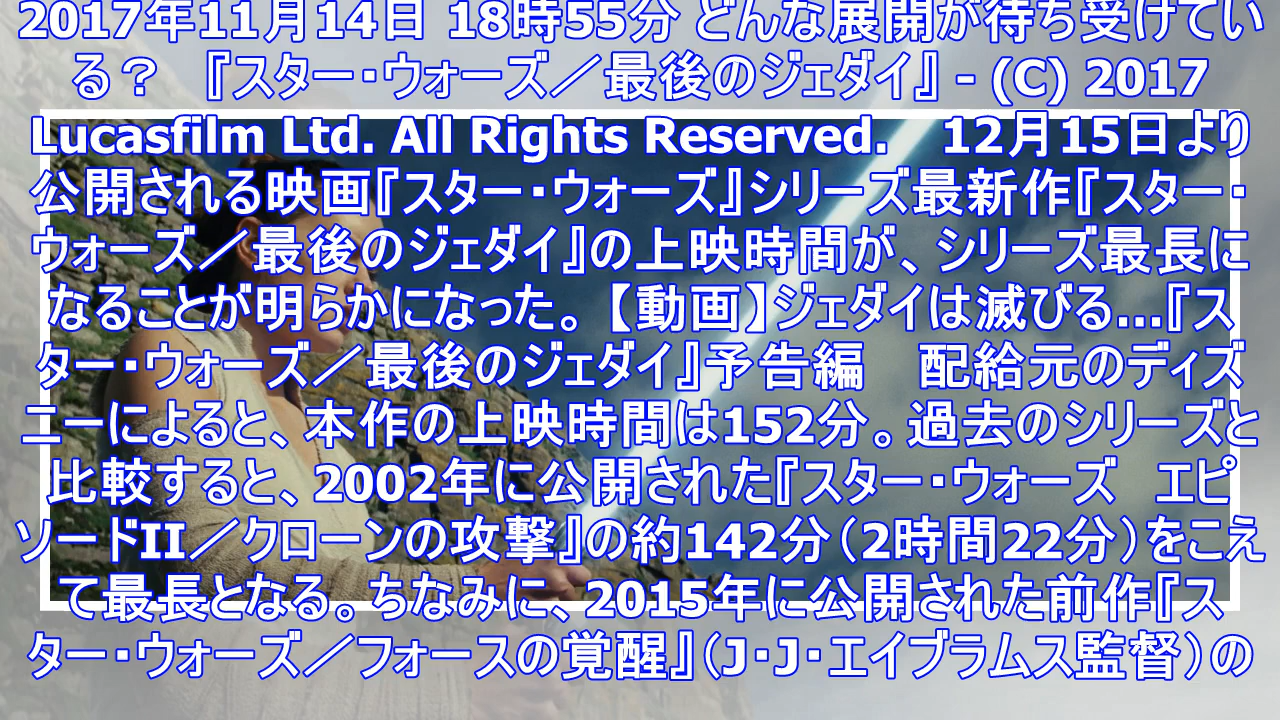 2017年11月14日 18時55分 どんな展開が待ち受けてい
る？　『スター・ウォーズ／最後のジェダイ』 - (C) 2017
Lucasfilm Ltd. All Rights Reserved.　12月15日より
公開される映画『スター・ウォーズ』シリーズ最新作『スター・
ウォーズ／最後のジェダイ』の上映時間が、シリーズ最長に
なることが明らかになった。【動画】ジェダイは滅びる...『ス
ター・ウォーズ／最後のジェダイ』予告編　配給元のディズ
ニーによると、本作の上映時間は152分。過去のシリーズと
比較すると、2002年に公開された『スター・ウォーズ　エピ
ソードII／クローンの攻撃』の約142分（2時間22分）をこえ
て最長となる。ちなみに、2015年に公開された前作『ス
ター・ウォーズ／フォースの覚醒』（J・J・エイブラムス監督）の